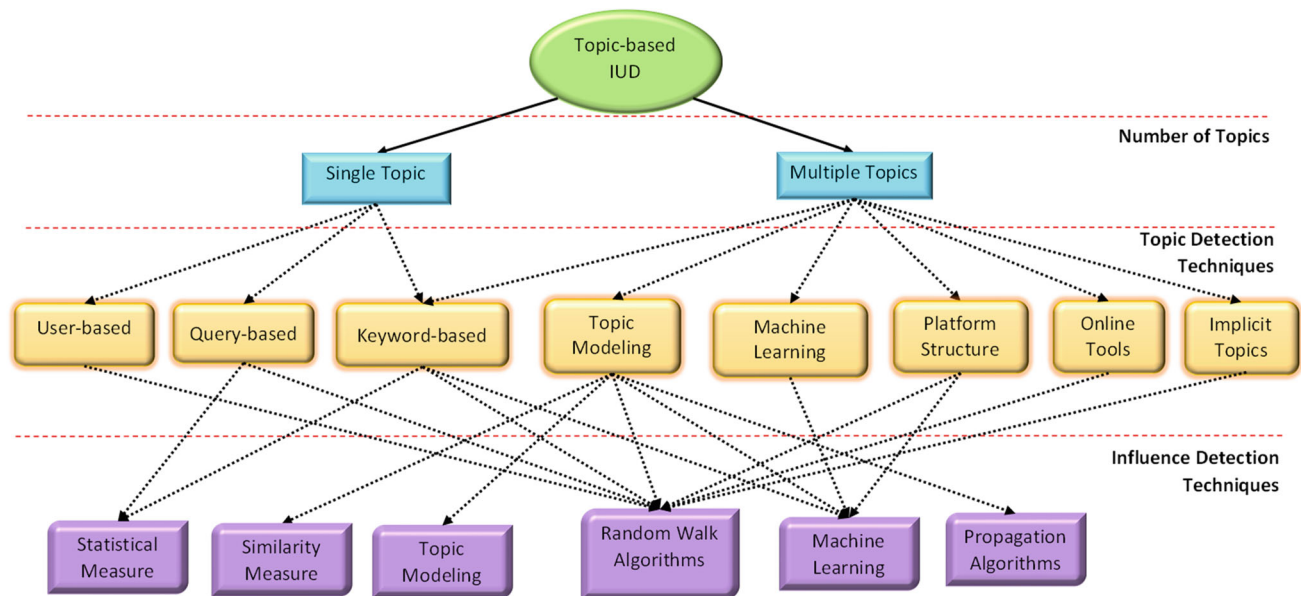 Topic-based
IUD
Number of Topics
Single Topic
Multiple Topics
Topic Detection
Techniques
User-based
Query-based
Keyword-based
Topic
Modeling
Machine
Learning
Platform
Structure
Online
Tools
Implicit
Topics
Influence Detection
Techniques
Statistical
Measure
Similarity
Measure
Topic
Modeling
Random Walk
Algorithms
Machine
Learning
Propagation
Algorithms